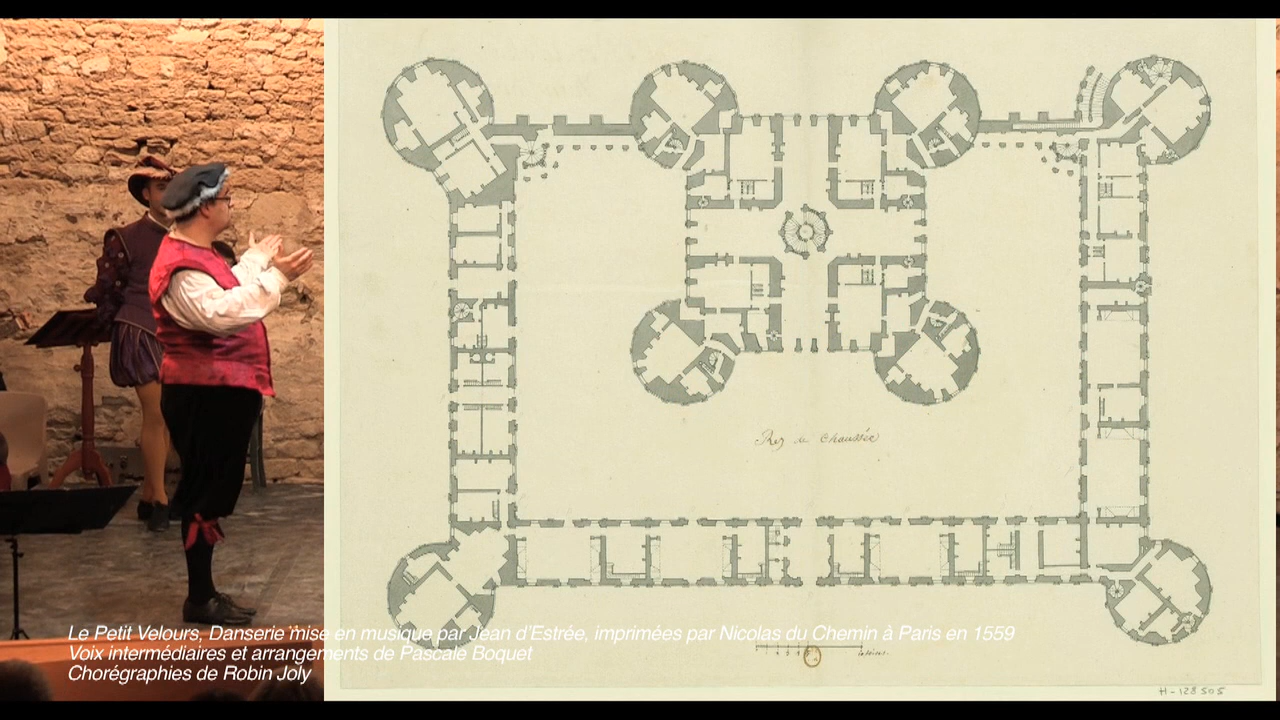 Rez de Chaussée
Le Petit Velours, Danserie mise en musique par Jean d'Estrée, imprimées par Nicolas du Chemin à Paris en 1559
Voix intermédiaires et arrangements de Pascale Boquet
Chorégraphies de Robin Joly
H-128505